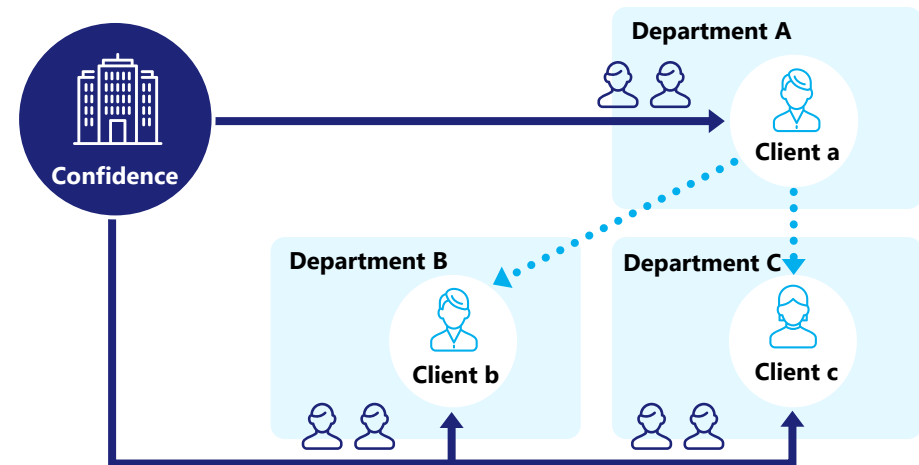 Department A
Client a
Confidence
Department B
Department C
Client b
Client c